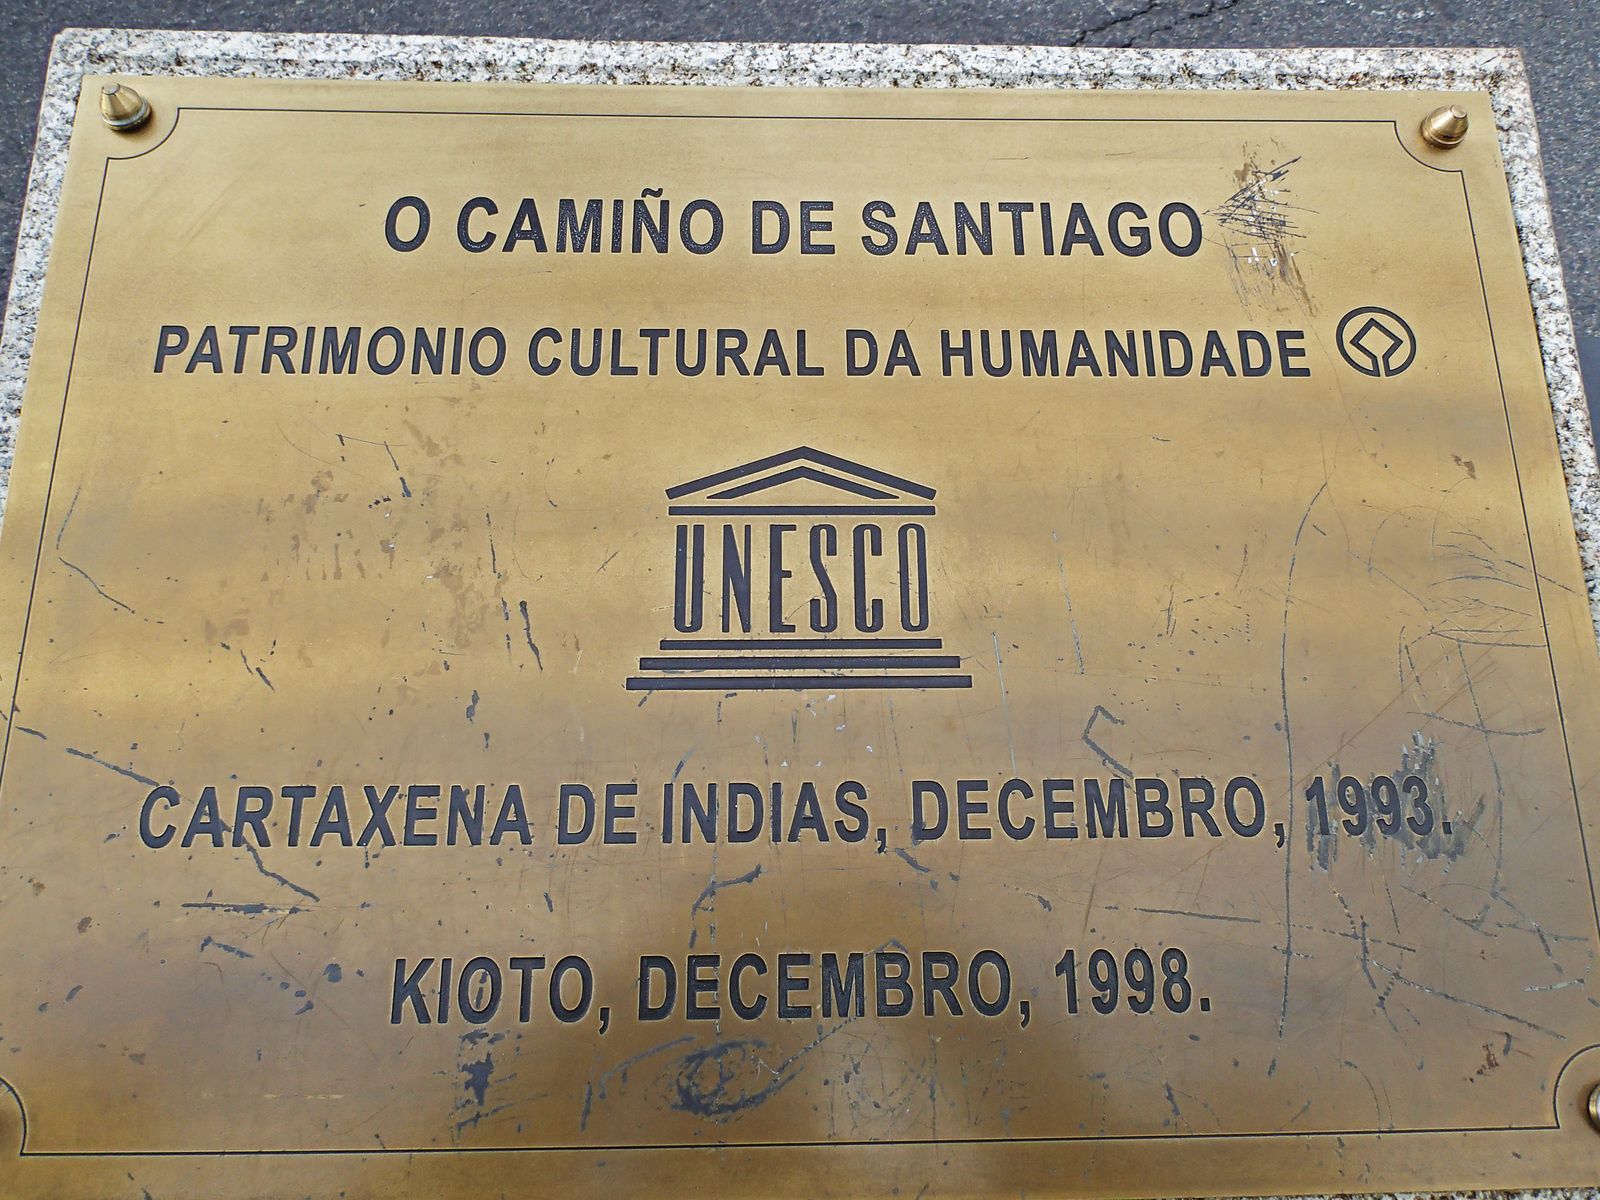 O CAMIÑO DE SANTIAGO
PATRIMONIO CULTURAL DA HUMANIDADE
UNESCO
CARTAXENA DE INDIAS, DECEMBRO, 1993.
KIOTO, DECEMBRO, 1998.